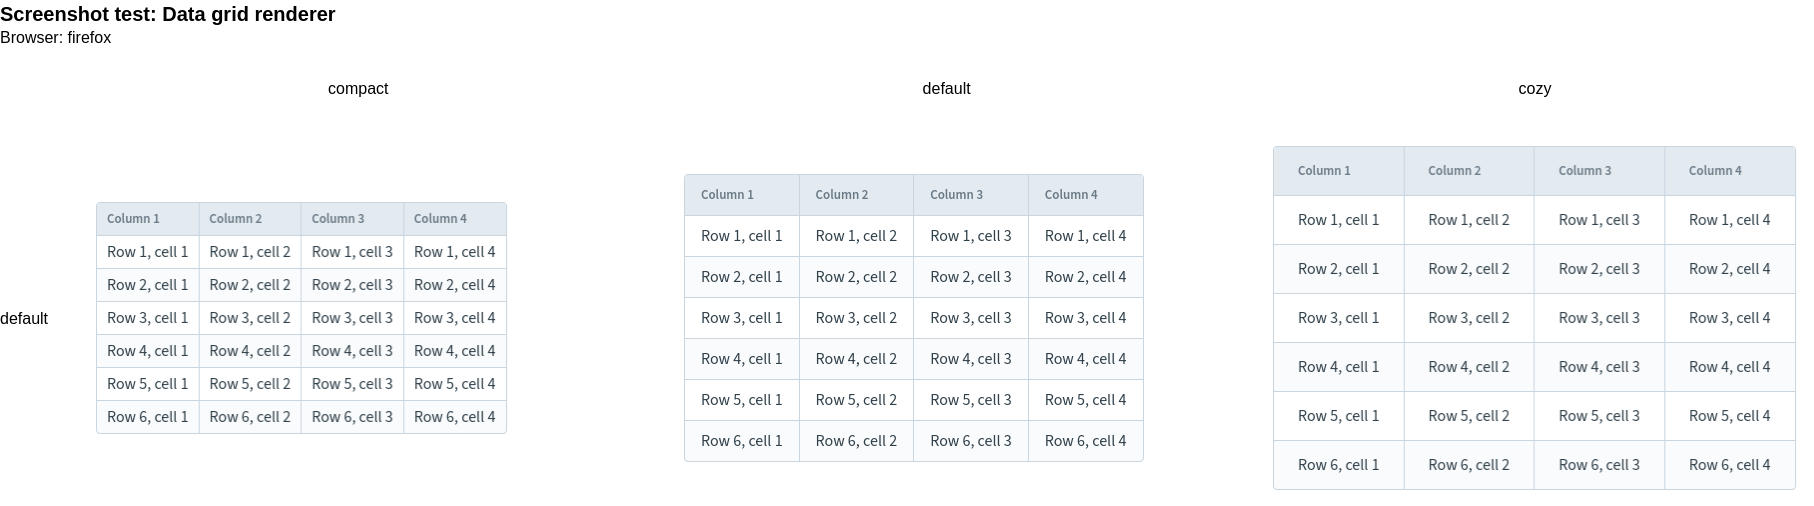 Screenshot test: Data grid renderer
Browser: firefox
compact default cozy
default
Column 1 Column 2 Column 3 Column 4
Row 1, cell 1 Row 1, cell 2 Row 1, cell 3 Row 1, cell 4
Row 2, cell 1 Row 2, cell 2 Row 2, cell 3 Row 2, cell 4
Row 3, cell 1 Row 3, cell 2 Row 3, cell 3 Row 3, cell 4
Row 4, cell 1 Row 4, cell 2 Row 4, cell 3 Row 4, cell 4
Row 5, cell 1 Row 5, cell 2 Row 5, cell 3 Row 5, cell 4
Row 6, cell 1 Row 6, cell 2 Row 6, cell 3 Row 6, cell 4
Column 1 Column 2 Column 3 Column 4
Row 1, cell 1 Row 1, cell 2 Row 1, cell 3 Row 1, cell 4
Row 2, cell 1 Row 2, cell 2 Row 2, cell 3 Row 2, cell 4
Row 3, cell 1 Row 3, cell 2 Row 3, cell 3 Row 3, cell 4
Row 4, cell 1 Row 4, cell 2 Row 4, cell 3 Row 4, cell 4
Row 5, cell 1 Row 5, cell 2 Row 5, cell 3 Row 5, cell 4
Row 6, cell 1 Row 6, cell 2 Row 6, cell 3 Row 6, cell 4
Column 1 Column 2 Column 3 Column 4
Row 1, cell 1 Row 1, cell 2 Row 1, cell 3 Row 1, cell 4
Row 2, cell 1 Row 2, cell 2 Row 2, cell 3 Row 2, cell 4
Row 3, cell 1 Row 3, cell 2 Row 3, cell 3 Row 3, cell 4
Row 4, cell 1 Row 4, cell 2 Row 4, cell 3 Row 4, cell 4
Row 5, cell 1 Row 5, cell 2 Row 5, cell 3 Row 5, cell 4
Row 6, cell 1 Row 6, cell 2 Row 6, cell 3 Row 6, cell 4